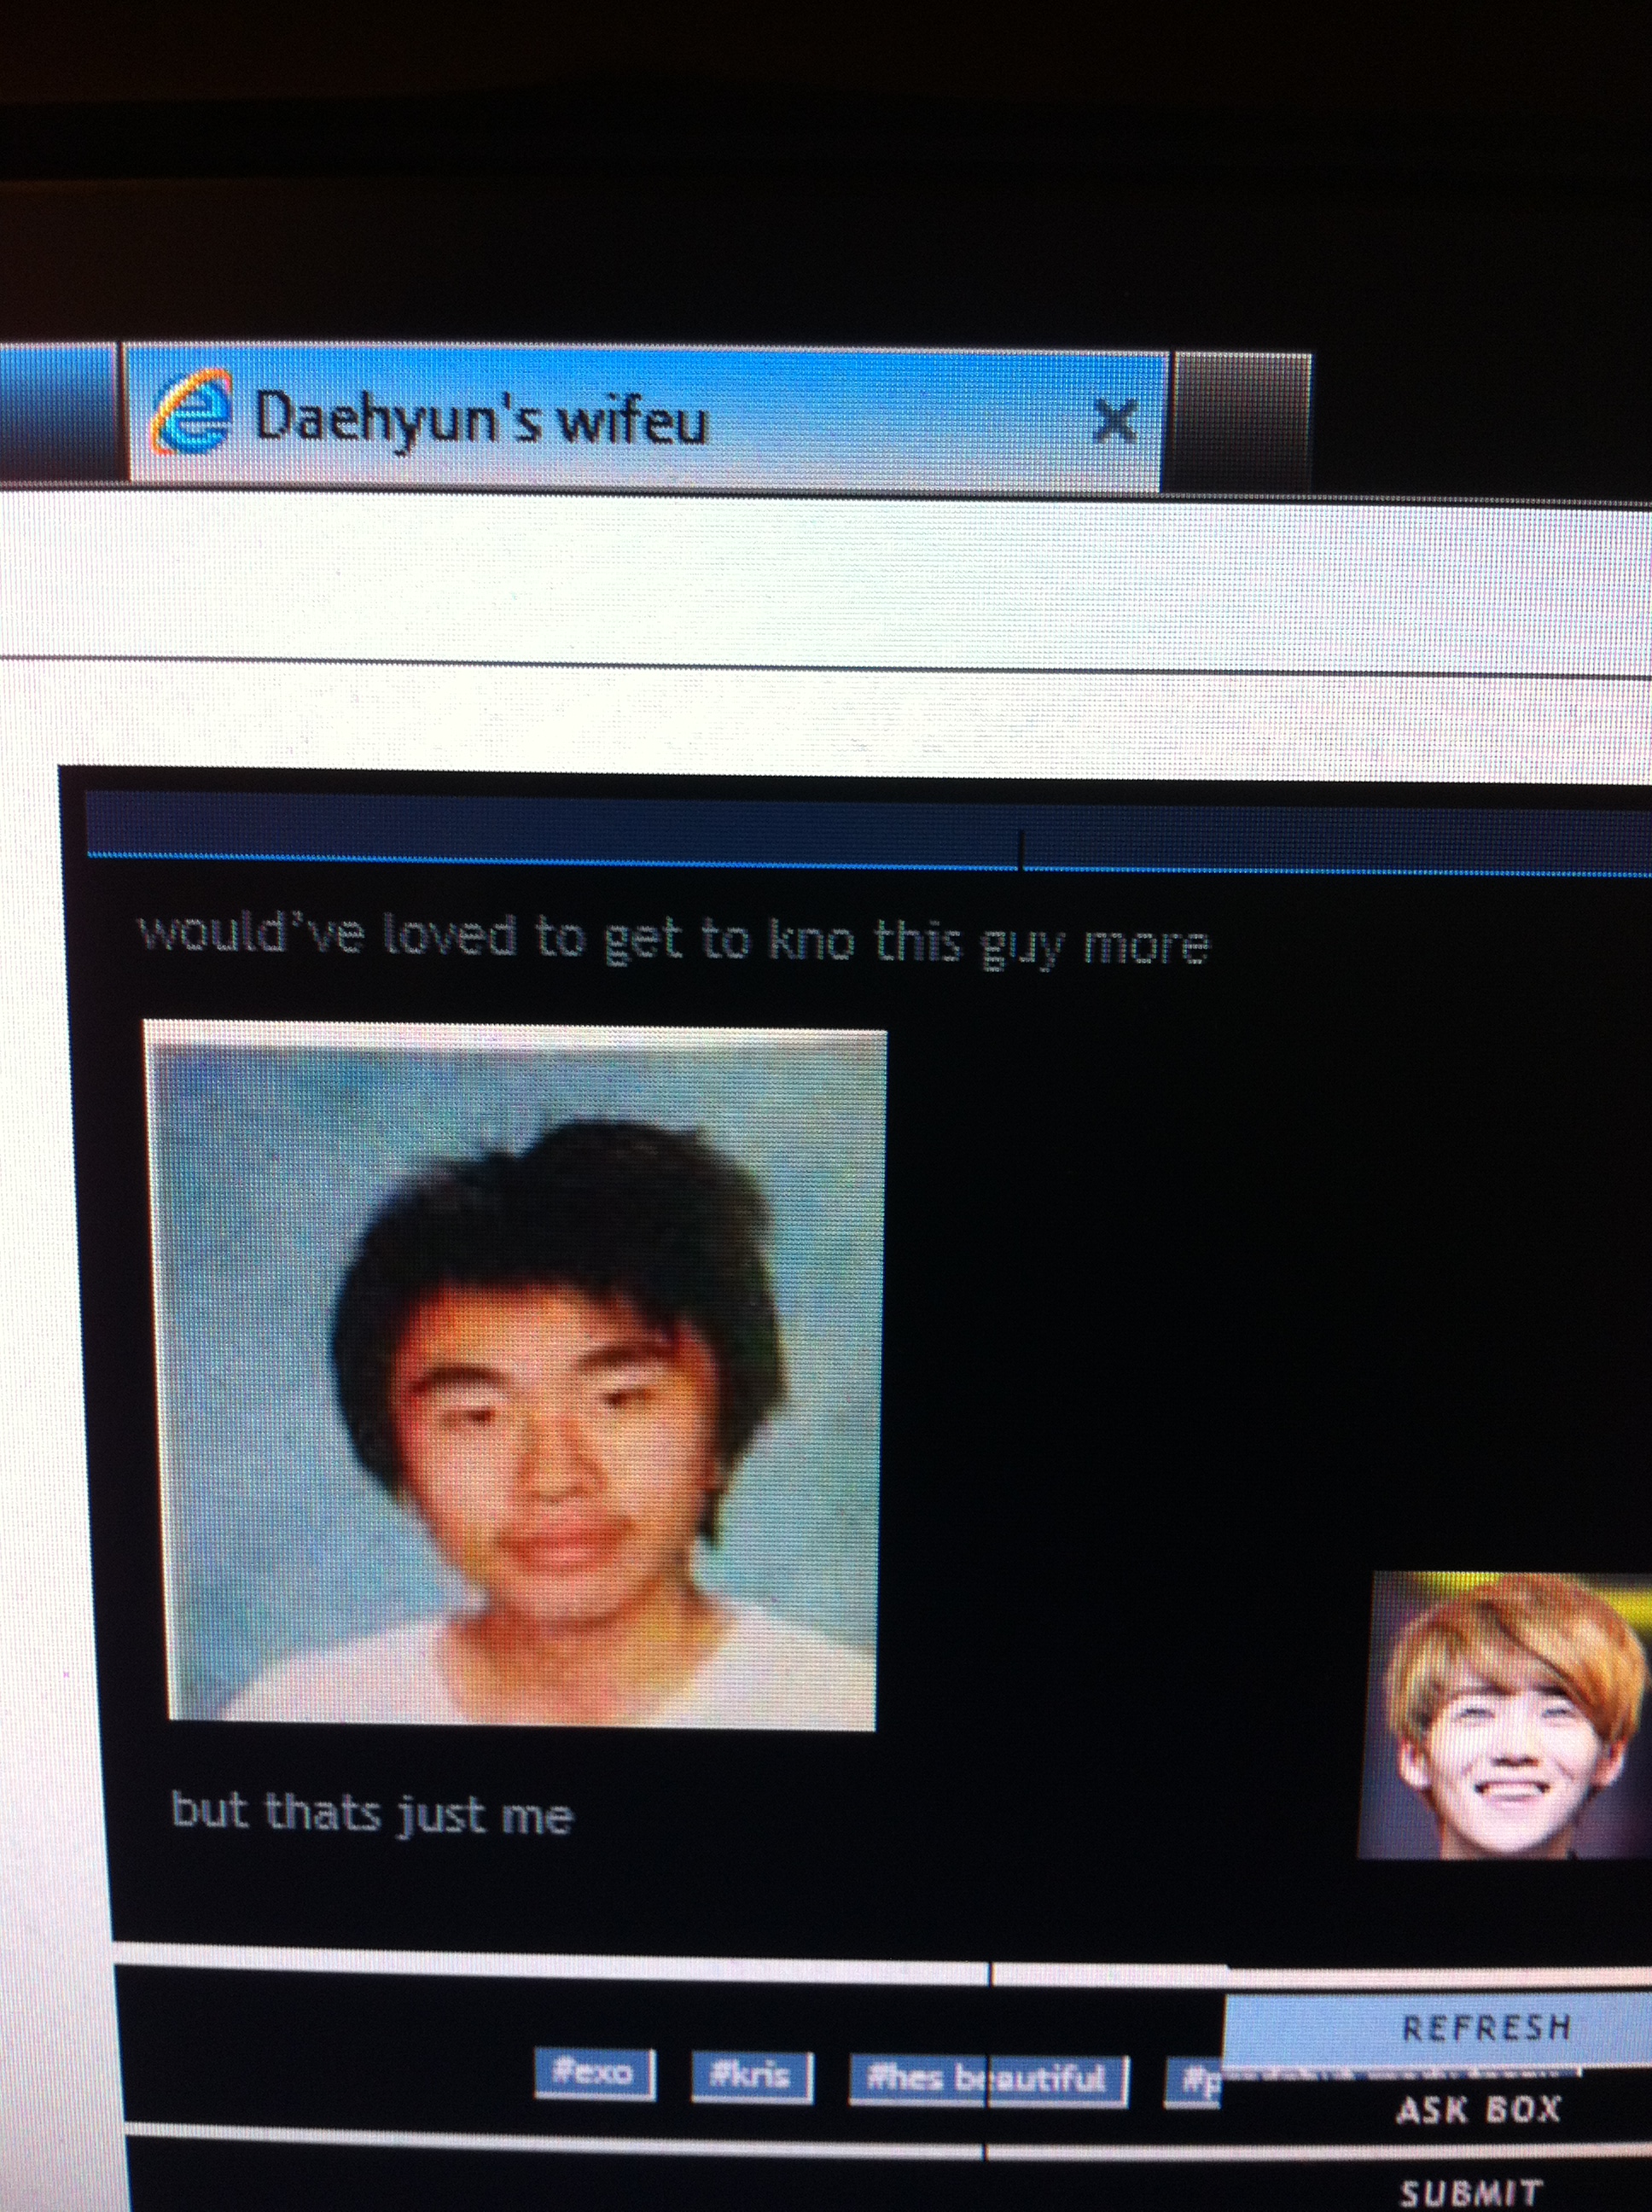 Daehyun's wifeu
would've loved to get to kno this guy more
but thats just me
#exo #kris #hes beautiful
REFRESH
ASK BOX
SUBMIT